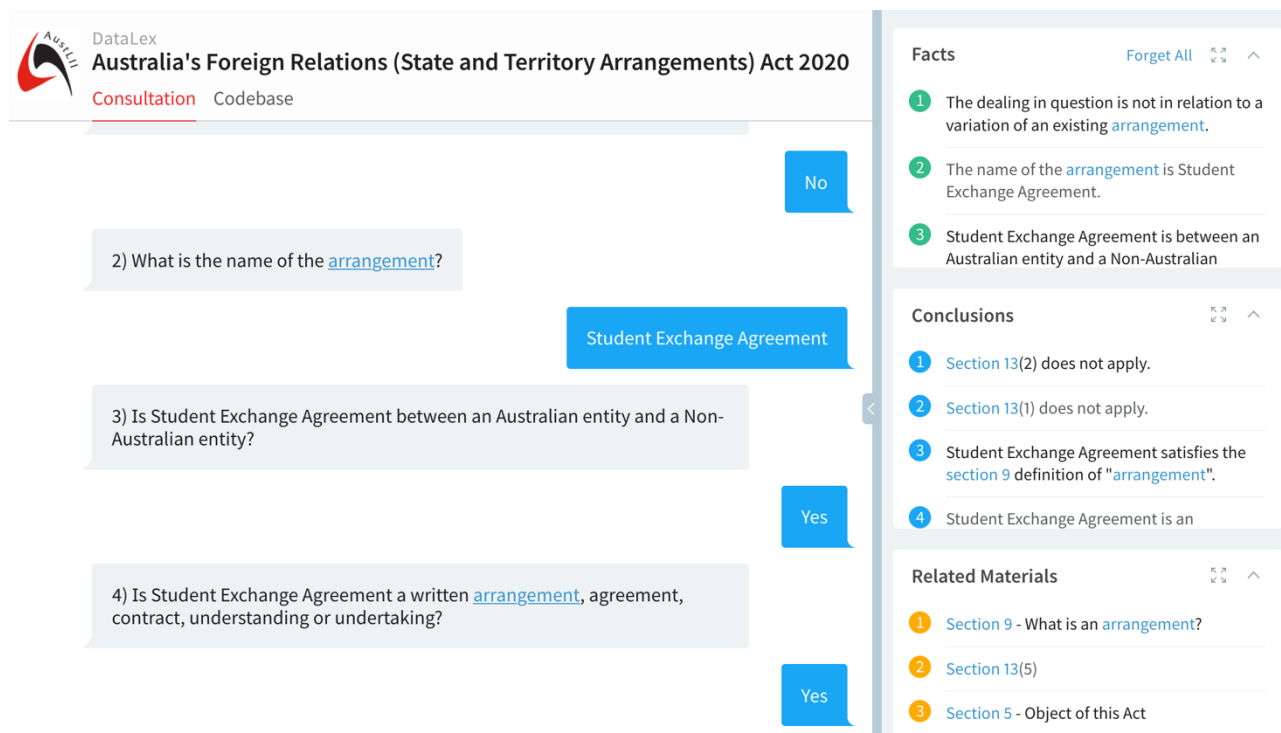 AustLII
DataLex
Australia's Foreign Relations (State and Territory Arrangements) Act 2020
Consultation Codebase
No
2) What is the name of the arrangement?
Student Exchange Agreement
3) Is Student Exchange Agreement between an Australian entity and a Non-
Australian entity?
Yes
4) Is Student Exchange Agreement a written arrangement, agreement,
contract, understanding or undertaking?
Yes
Facts Forget All
1 The dealing in question is not in relation to a
variation of an existing arrangement.
2 The name of the arrangement is Student
Exchange Agreement.
3 Student Exchange Agreement is between an
Australian entity and a Non-Australian
Conclusions
1 Section 13(2) does not apply.
2 Section 13(1) does not apply.
3 Student Exchange Agreement satisfies the
section 9 definition of "arrangement".
4 Student Exchange Agreement is an
Related Materials
1 Section 9 - What is an arrangement?
2 Section 13(5)
3 Section 5 - Object of this Act